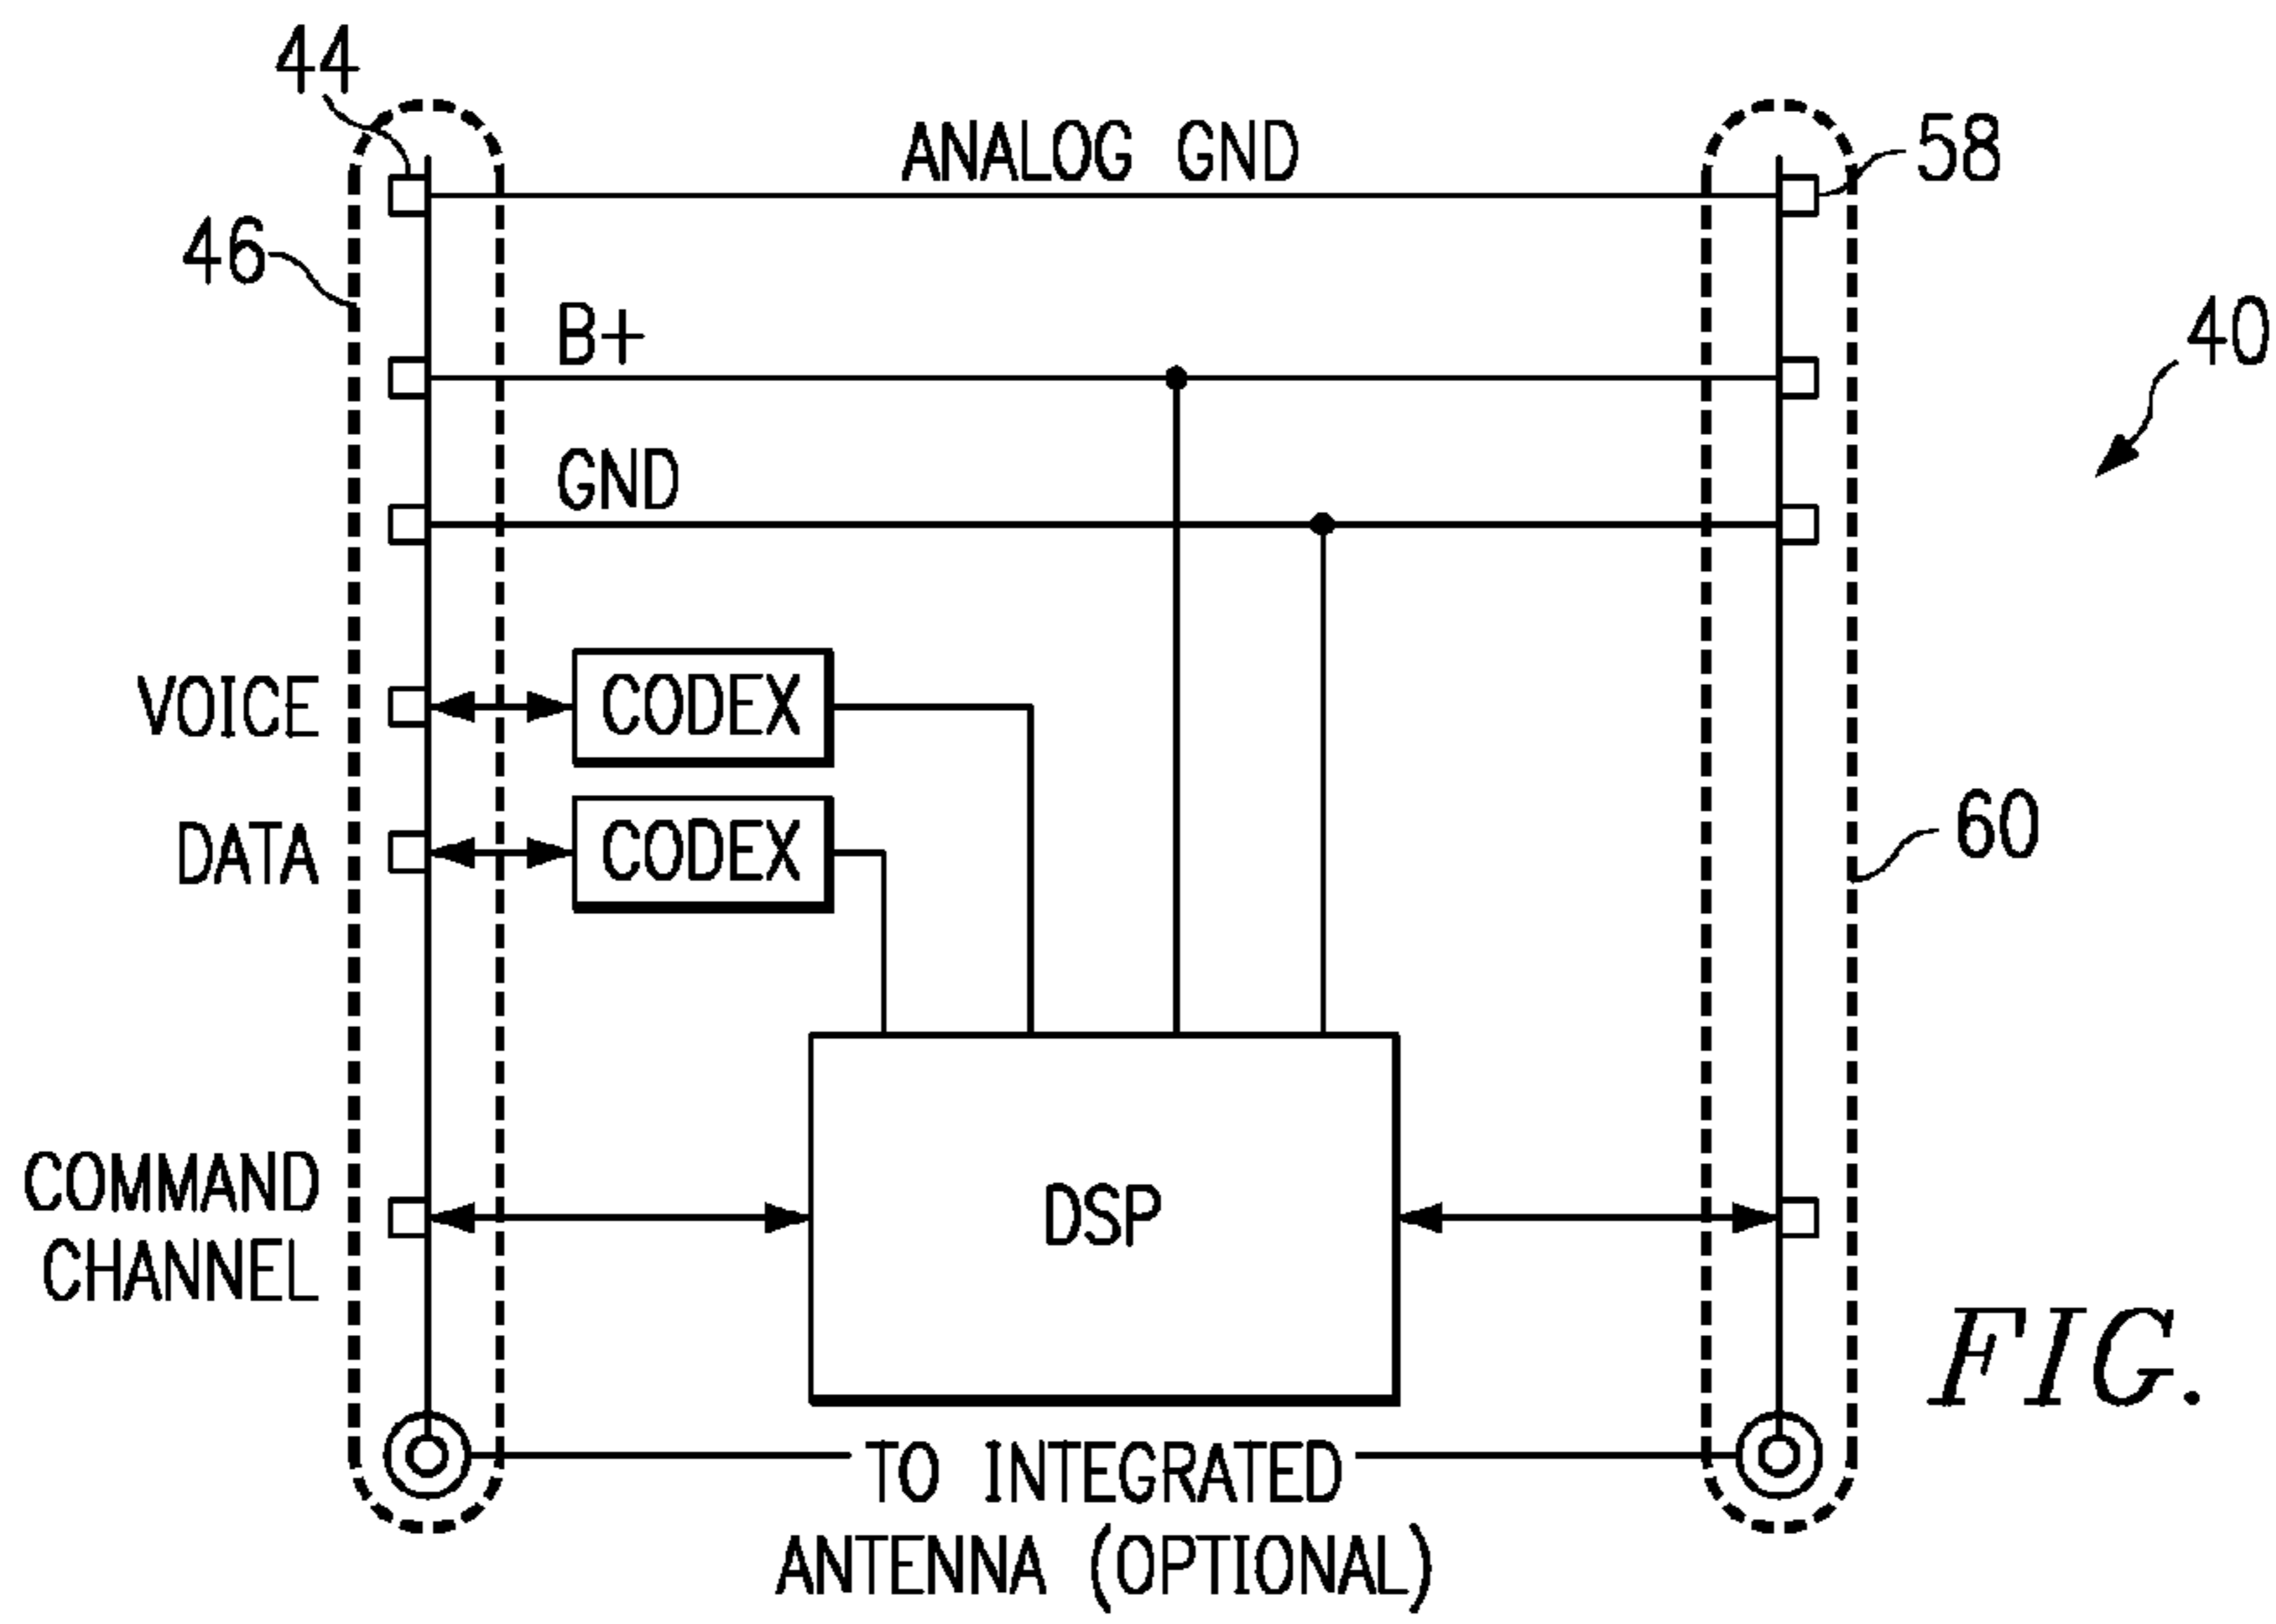 44
ANALOG GND
58
46
B+
40
GND
VOICE
CODEX
DATA
CODEX
60
COMMAND
CHANNEL
DSP
FIG.
TO INTEGRATED
ANTENNA (OPTIONAL)